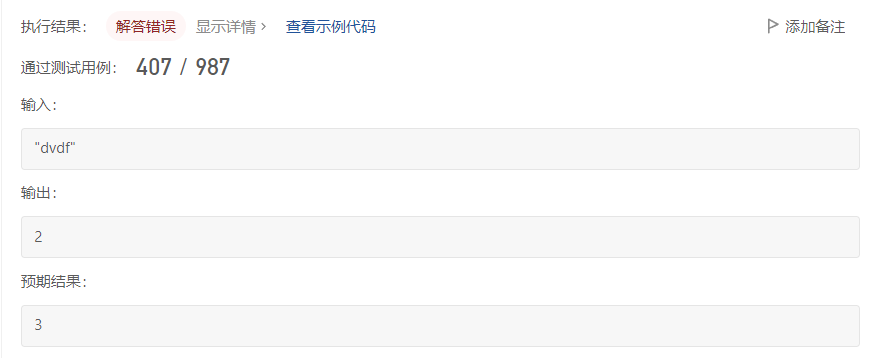 执行结果： 解答错误 显示详情 › 查看示例代码 添加备注
通过测试用例： 407 / 987
输入：
"dvdf"
输出：
2
预期结果：
3